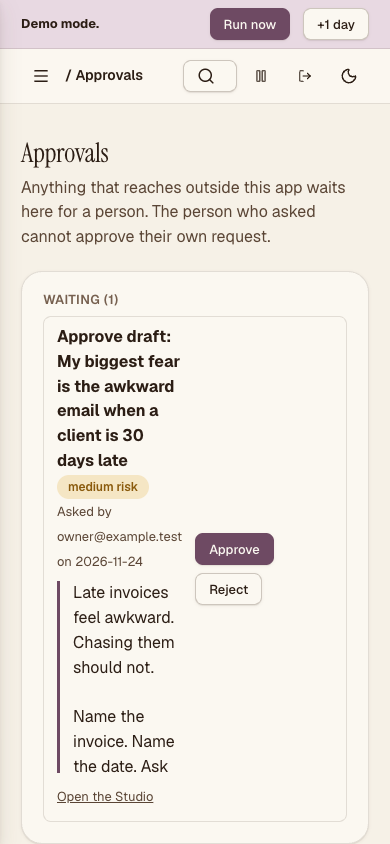 Demo mode.
Run now
+1 day
/ Approvals
Approvals
Anything that reaches outside this app waits
here for a person. The person who asked
cannot approve their own request.
WAITING (1)
Approve draft:
My biggest fear
is the awkward
email when a
client is 30
days late
medium risk
Asked by
owner@example.test
on 2026-11-24
Late invoices
feel awkward.
Chasing them
should not.
Name the
invoice. Name
the date. Ask
Open the Studio
Approve
Reject